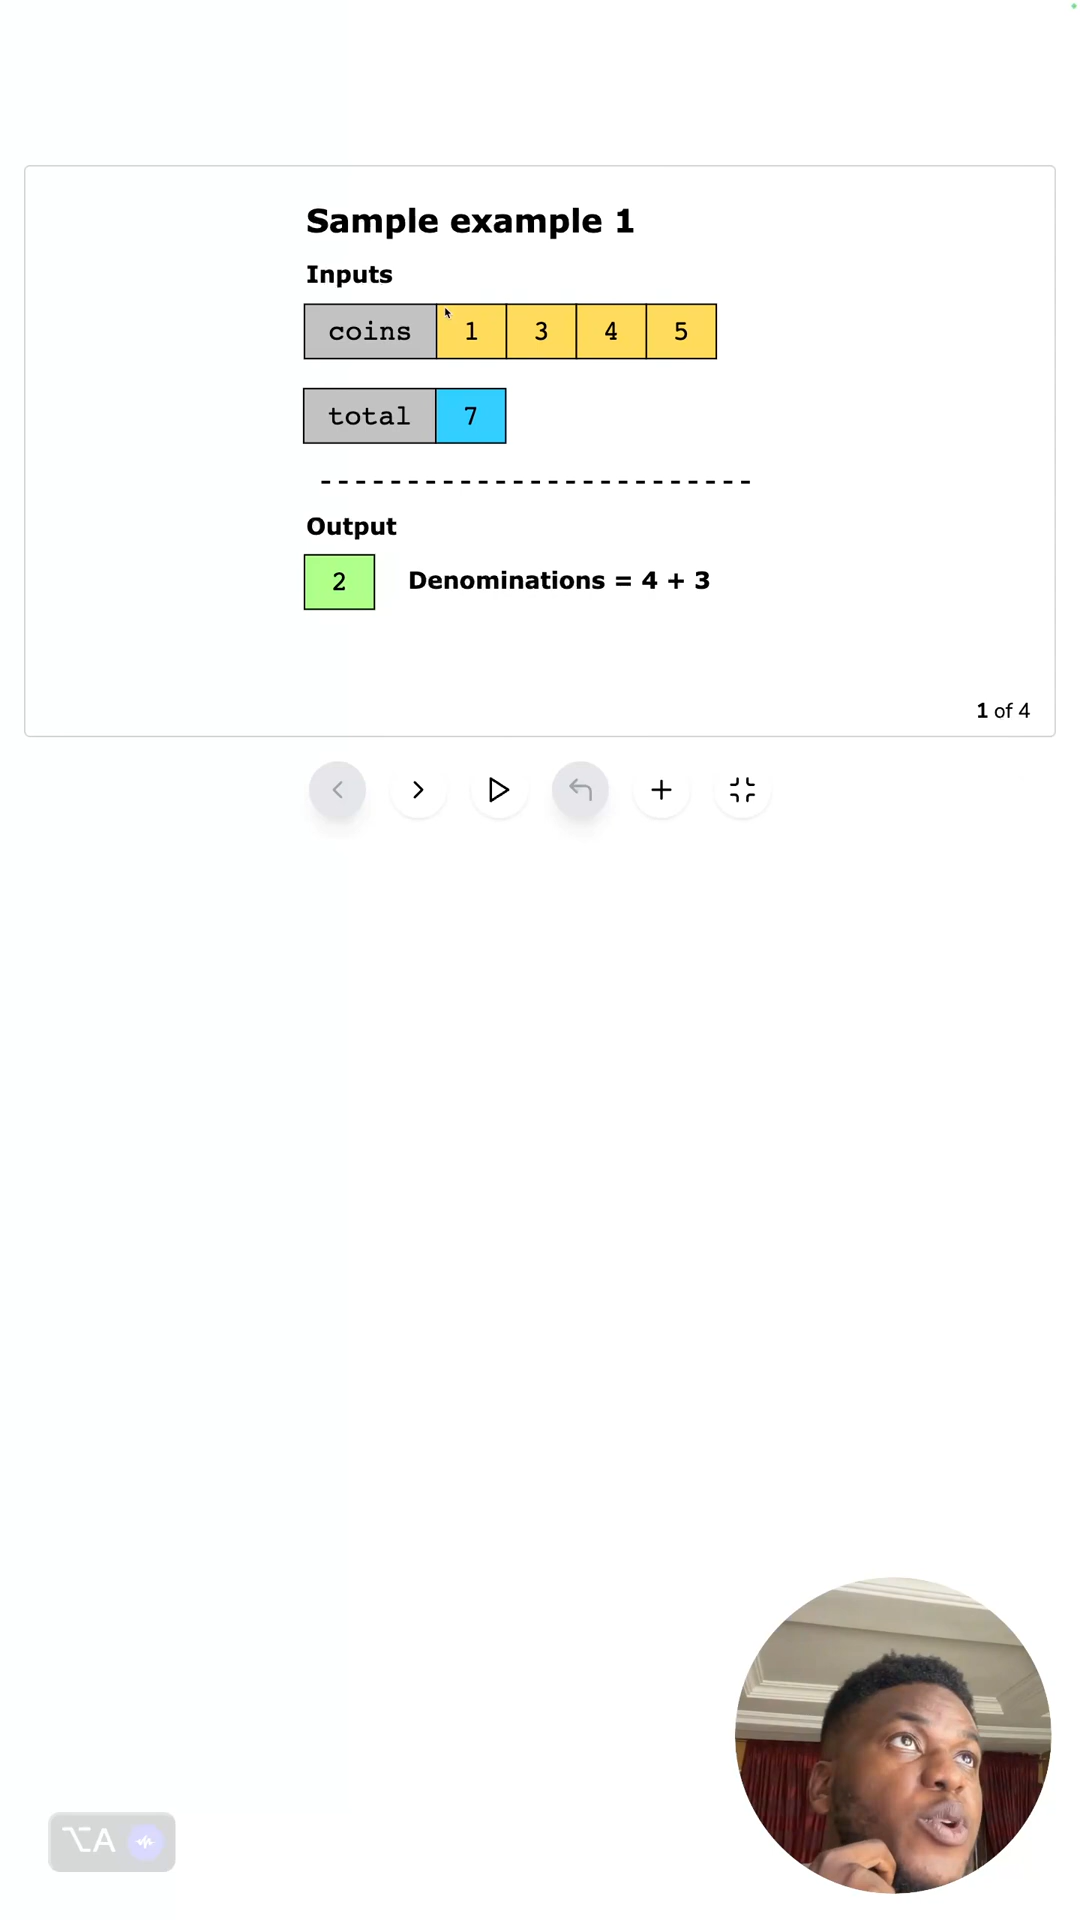 Sample example 1
Inputs
coins 1 3 4 5
total 7
Output
2 Denominations = 4 + 3
1 of 4
⌥A